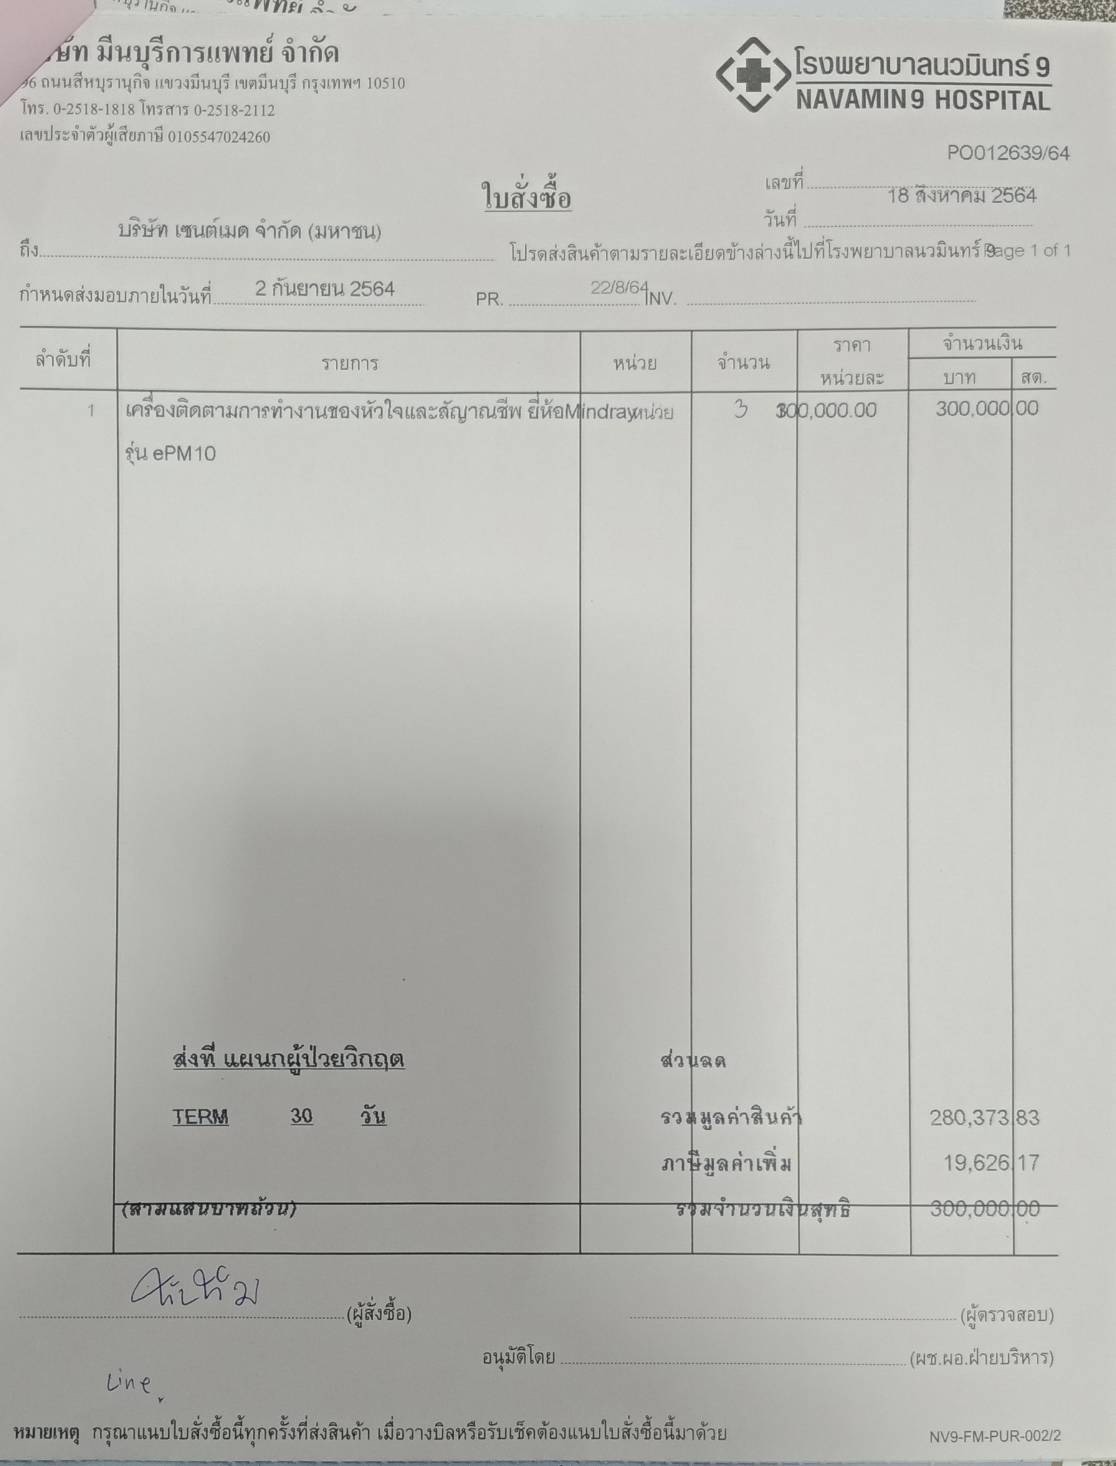 มีนบุรีการแพทย์ จำกัด
โรงพยาบาลนวมินทร์ 9
NAVAMIN 9 HOSPITAL
96 ถนนสีหบุรานุกิจ แขวงมีนบุรี เขตมีนบุรี กรุงเทพฯ 10510
โทร. 0-2518-1818 โทรสาร 0-2518-2112
เลขประจำตัวผู้เสียภาษี 0105547024260
PO012639/64
ใบสั่งซื้อ
เลขที่
18 สิงหาคม 2564
วันที่
บริษัท เซนต์เมด จำกัด (มหาชน)
ถึง โปรดส่งสินค้าตามรายละเอียดข้างล่างนี้ไปที่โรงพยาบาลนวมินทร์ 9 Page 1 of 1
กำหนดส่งมอบภายในวันที่ 2 กันยายน 2564 PR. 22/8/64 INV.
ลำดับที่ รายการ หน่วย จำนวน ราคา หน่วยละ จำนวนเงิน บาท สต.
1 เครื่องติดตามการทำงานของหัวใจและสัญาณชีพ ยี่ห้อMindray หน่วย 3 300,000.00 300,000.00
รุ่น ePM10
ส่งที่ แผนกผู้ป่วยวิกฤต ส่วนลด
TERM 30 วัน รวมมูลค่าสินค้า 280,373.83
ภาษีมูลค่าเพิ่ม 19,626.17
(สามแสนบาทถ้วน) รวมจำนวนเงินสุทธิ 300,000.00
(ผู้สั่งซื้อ) (ผู้ตรวจสอบ)
อนุมัติโดย (ผช.ผอ.ฝ่ายบริหาร)
Line
หมายเหตุ กรุณาแนบใบสั่งซื้อนี้ทุกครั้งที่ส่งสินค้า เมื่อวางบิลหรือรับเช็คต้องแนบใบสั่งซื้อนี้มาด้วย
NV9-FM-PUR-002/2